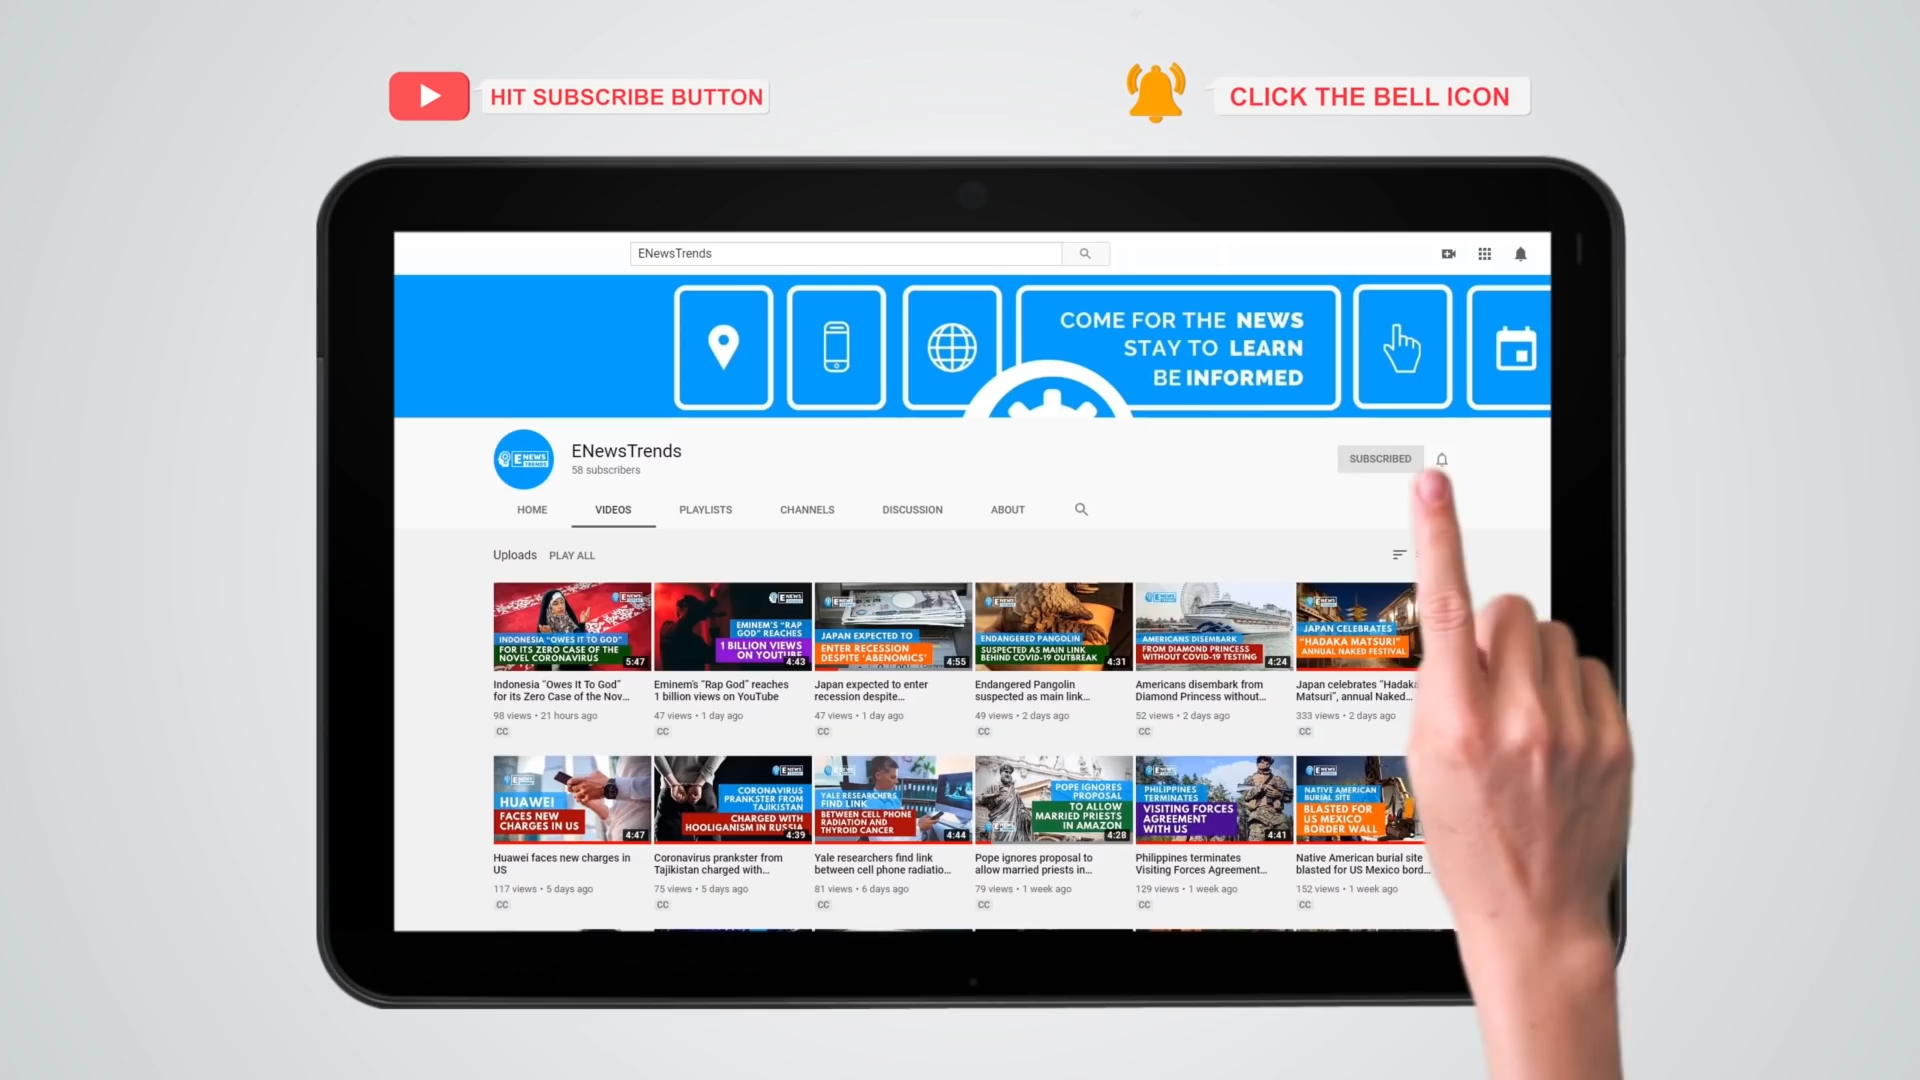 HIT SUBSCRIBE BUTTON
CLICK THE BELL ICON
ENewsTrends
COME FOR THE NEWS
STAY TO LEARN
BE INFORMED
E NEWS
TRENDS
ENewsTrends
58 subscribers
SUBSCRIBED
HOME
VIDEOS
PLAYLISTS
CHANNELS
DISCUSSION
ABOUT
Uploads
PLAY ALL
INDONESIA "OWES IT TO GOD"
FOR ITS ZERO CASE OF THE
NOVEL CORONAVIRUS
5:47
EMINEM'S "RAP
GOD" REACHES
1 BILLION VIEWS
ON YOUTUBE
4:43
JAPAN EXPECTED TO
ENTER RECESSION
DESPITE 'ABENOMICS'
4:55
ENDANGERED PANGOLIN
SUSPECTED AS MAIN LINK
BEHIND COVID-19 OUTBREAK
4:31
AMERICANS DISEMBARK
FROM DIAMOND PRINCESS
WITHOUT COVID-19 TESTING
4:24
JAPAN CELEBRATES
"HADAKA MATSURI"
ANNUAL NAKED FESTIVAL
Indonesia "Owes It To God"
for its Zero Case of the Nov...
98 views • 21 hours ago
CC
Eminem's "Rap God" reaches
1 billion views on YouTube
47 views • 1 day ago
CC
Japan expected to enter
recession despite...
47 views • 1 day ago
CC
Endangered Pangolin
suspected as main link...
49 views • 2 days ago
CC
Americans disembark from
Diamond Princess without...
52 views • 2 days ago
CC
Japan celebrates "Hadaka
Matsuri", annual Naked...
333 views • 2 days ago
CC
HUAWEI
FACES NEW
CHARGES IN US
4:47
CORONAVIRUS
PRANKSTER FROM
TAJIKISTAN
CHARGED WITH
HOOLIGANISM IN RUSSIA
4:39
YALE RESEARCHERS
FIND LINK
BETWEEN CELL PHONE
RADIATION AND
THYROID CANCER
4:44
POPE IGNORES
PROPOSAL
TO ALLOW
MARRIED PRIESTS
IN AMAZON
4:28
PHILIPPINES
TERMINATES
VISITING FORCES
AGREEMENT
WITH US
4:41
NATIVE AMERICAN
BURIAL SITE
BLASTED FOR
US MEXICO
BORDER WALL
Huawei faces new charges in
US
117 views • 5 days ago
CC
Coronavirus prankster from
Tajikistan charged with...
75 views • 5 days ago
CC
Yale researchers find link
between cell phone radiatio...
81 views • 6 days ago
CC
Pope ignores proposal to
allow married priests in...
79 views • 1 week ago
CC
Philippines terminates
Visiting Forces Agreement...
129 views • 1 week ago
CC
Native American burial site
blasted for US Mexico bord...
152 views • 1 week ago
CC